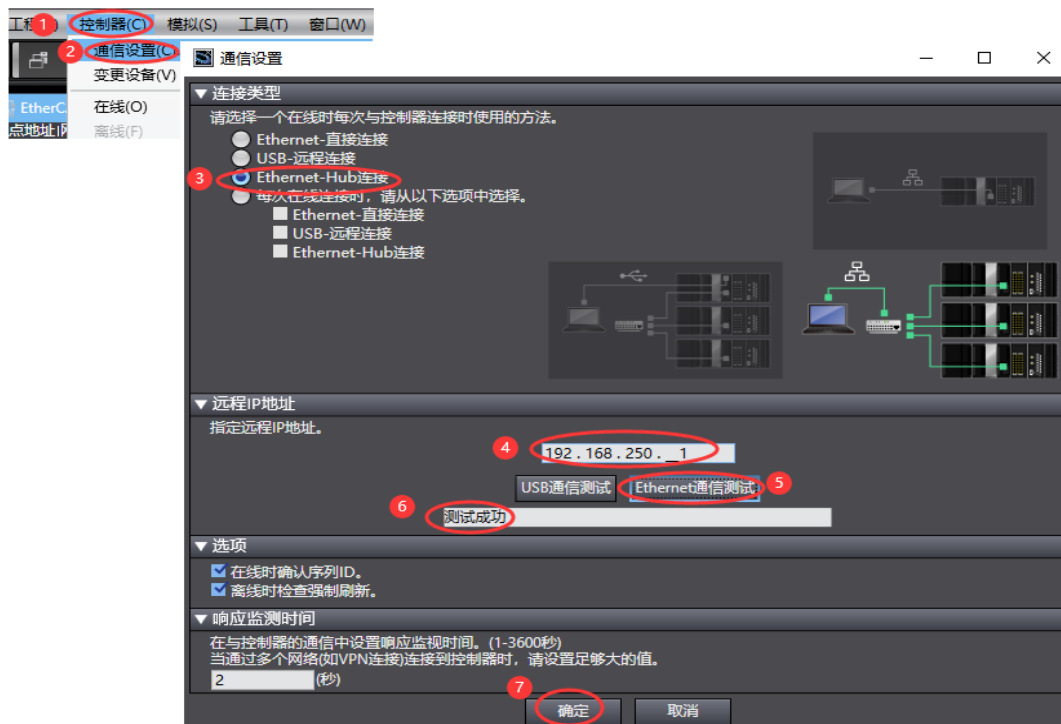 控制器(C) 模拟(S) 工具(T) 窗口(W)
1
2
通信设置(C)
变更设备(V)
在线(O)
离线(F)
EtherC
点地址
通信设置
▼连接类型
请选择一个在线时每次与控制器连接时使用的方法。
Ethernet-直接连接
USB-远程连接
3
Ethernet-Hub连接
每次在线连接时，请从以下选项中选择。
Ethernet-直接连接
USB-远程连接
Ethernet-Hub连接
▼远程IP地址
指定远程IP地址。
4
192 . 168 . 250 . __1
USB通信测试
Ethernet通信测试
5
6
测试成功
▼选项
在线时确认序列ID。
离线时检查强制刷新。
▼响应监测时间
在与控制器的通信中设置响应监视时间。(1-3600秒)
当通过多个网络(如VPN连接)连接到控制器时，请设置足够大的值。
2 (秒)
7
确定
取消